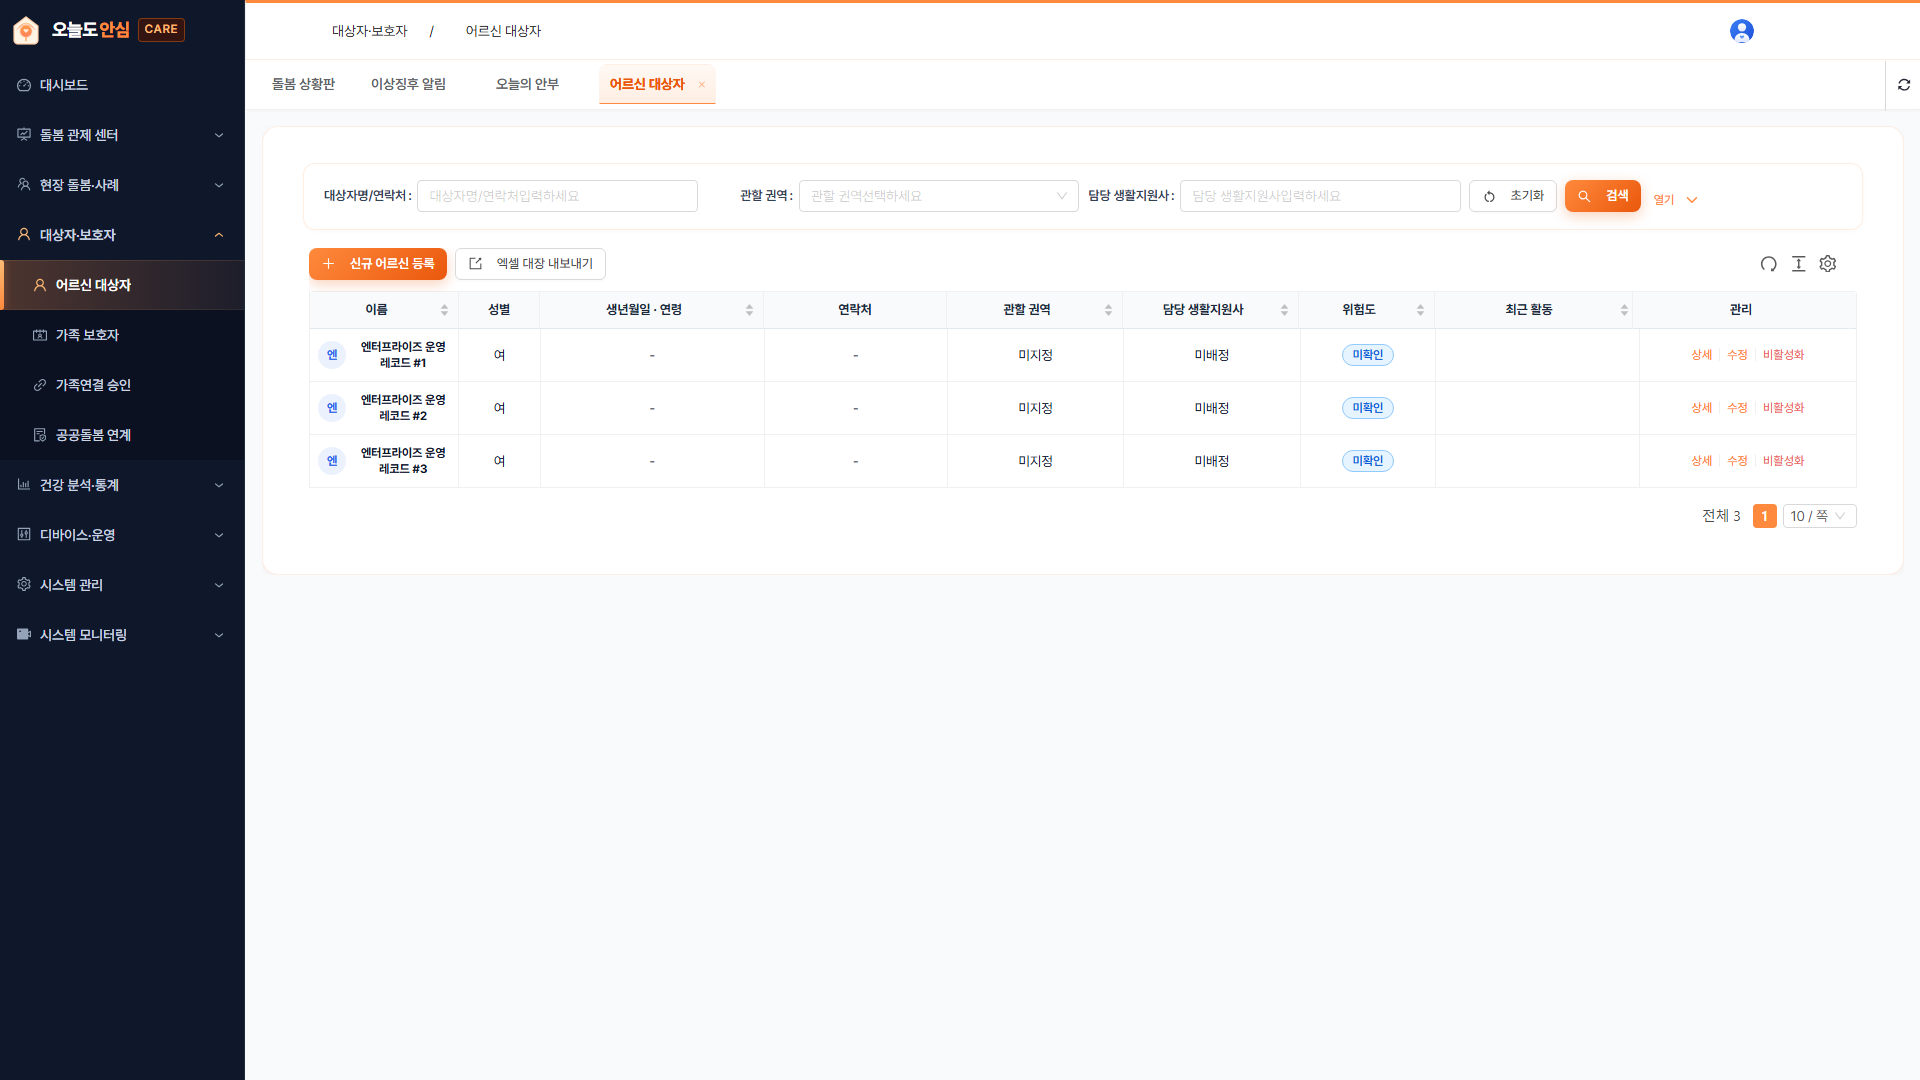 오늘도안심 CARE
대상자·보호자 / 어르신 대상자
대시보드
돌봄 관제 센터
현장 돌봄·사례
대상자·보호자
어르신 대상자
가족 보호자
가족연결 승인
공공돌봄 연계
건강 분석·통계
디바이스·운영
시스템 관리
시스템 모니터링
돌봄 상황판 이상징후 알림 오늘의 안부 어르신 대상자 ×
대상자명/연락처 : 대상자명/연락처입력하세요 관할 권역 : 관할 권역선택하세요 담당 생활지원사 : 담당 생활지원사입력하세요 초기화 검색 열기
신규 어르신 등록 엑셀 대장 내보내기
이름 성별 생년월일 · 연령 연락처 관할 권역 담당 생활지원사 위험도 최근 활동 관리
엔 엔터프라이즈 운영 레코드 #1 여 - - 미지정 미배정 미확인 상세 수정 비활성화
엔 엔터프라이즈 운영 레코드 #2 여 - - 미지정 미배정 미확인 상세 수정 비활성화
엔 엔터프라이즈 운영 레코드 #3 여 - - 미지정 미배정 미확인 상세 수정 비활성화
전체 3 1 10 / 쪽